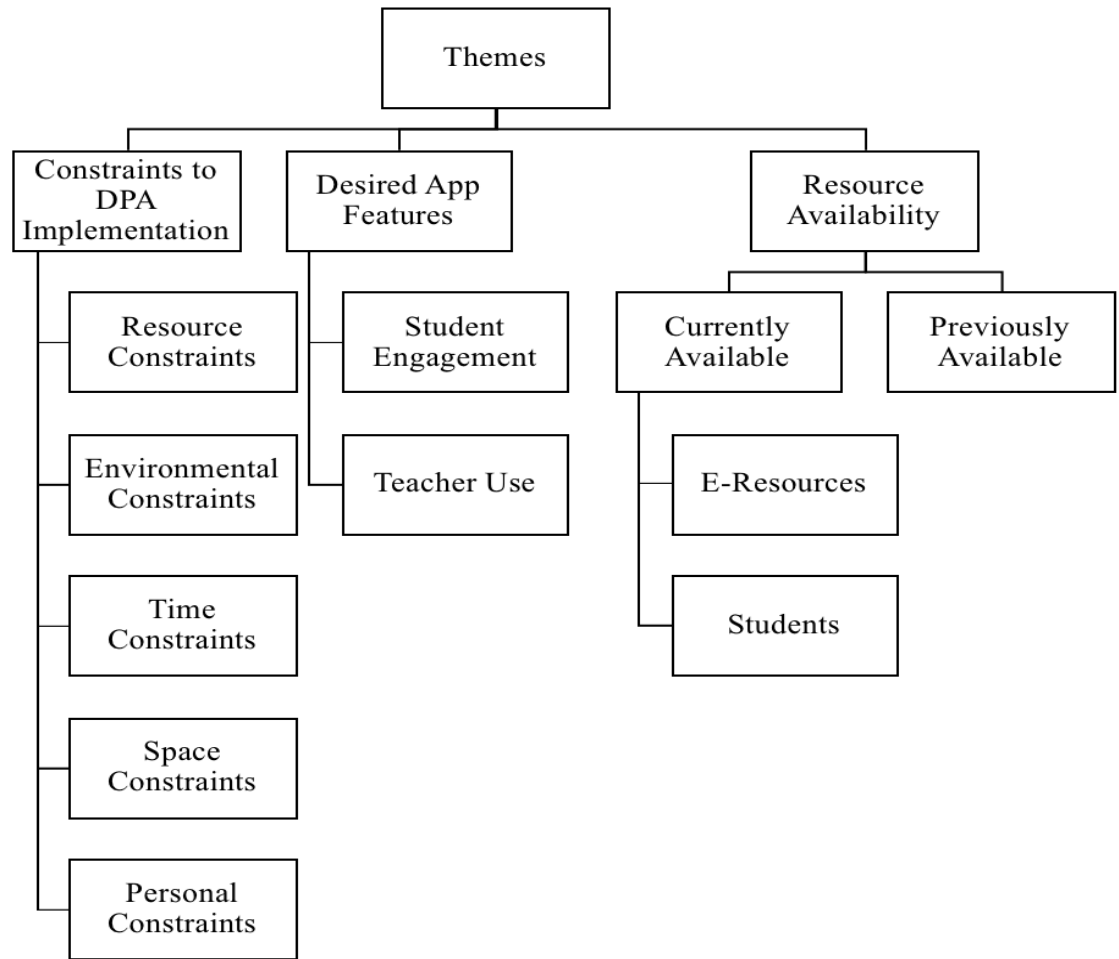 Themes
Constraints to
DPA
Implementation
Desired App
Features
Resource
Availability
Resource
Constraints
Student
Engagement
Currently
Available
Previously
Available
Environmental
Constraints
Teacher Use
E-Resources
Time
Constraints
Students
Space
Constraints
Personal
Constraints